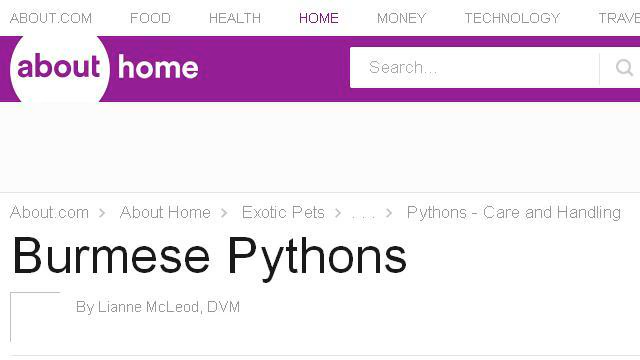 ABOUT.COM FOOD HEALTH HOME MONEY TECHNOLOGY TRAVE
about home Search...
About.com > About Home > Exotic Pets > . . . > Pythons - Care and Handling
Burmese Pythons
By Lianne McLeod, DVM